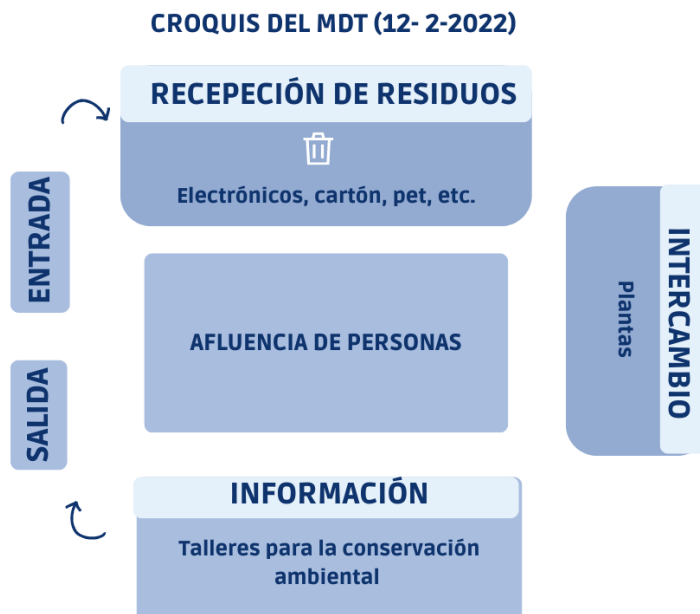 CROQUIS DEL MDT (12- 2-2022)
RECEPECIÓN DE RESIDUOS
Electrónicos, cartón, pet, etc.
ENTRADA
INTERCAMBIO
Plantas
AFLUENCIA DE PERSONAS
SALIDA
INFORMACIÓN
Talleres para la conservación
ambiental